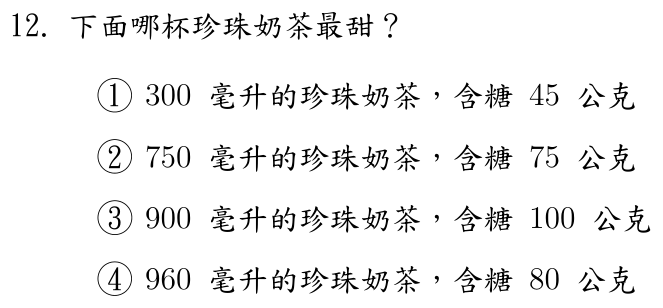 12. 下面哪杯珍珠奶茶最甜？
① 300 毫升的珍珠奶茶，含糖 45 公克
② 750 毫升的珍珠奶茶，含糖 75 公克
③ 900 毫升的珍珠奶茶，含糖 100 公克
④ 960 毫升的珍珠奶茶，含糖 80 公克